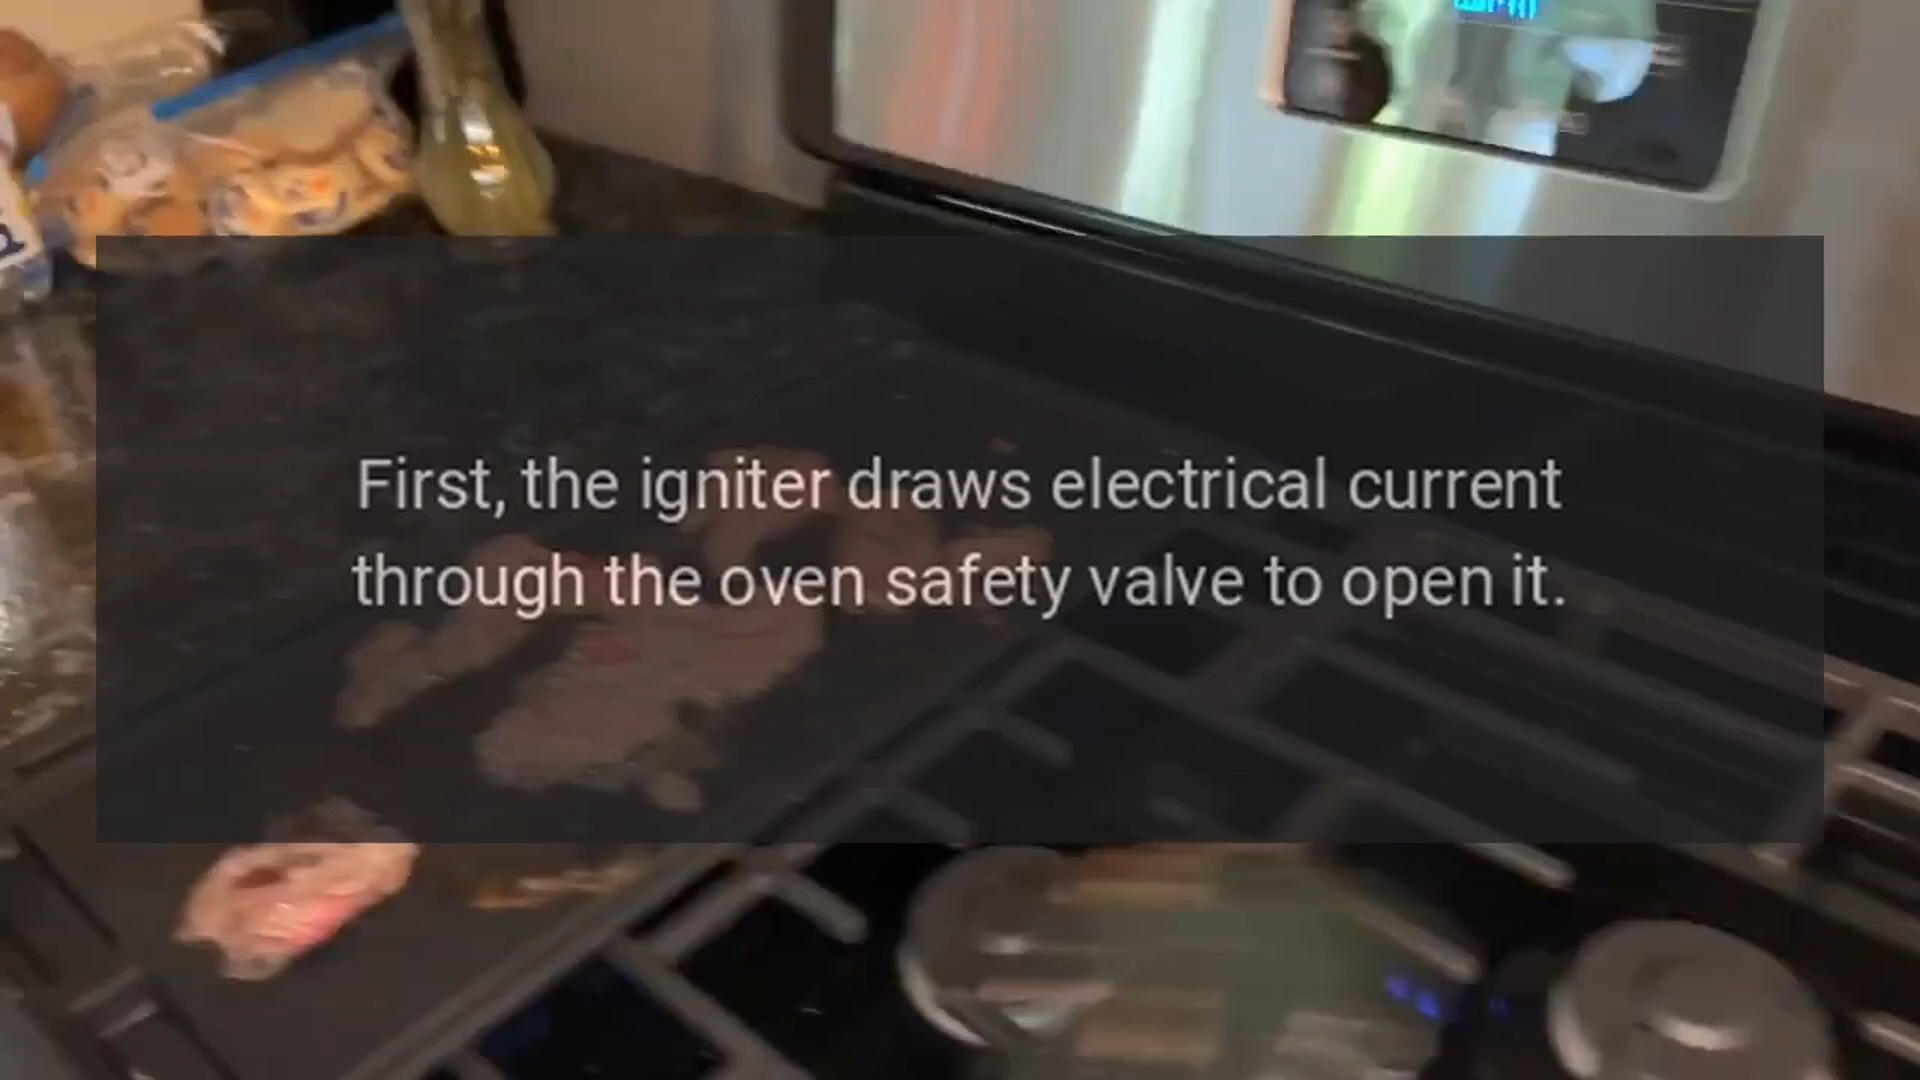 First, the igniter draws electrical current
through the oven safety valve to open it.